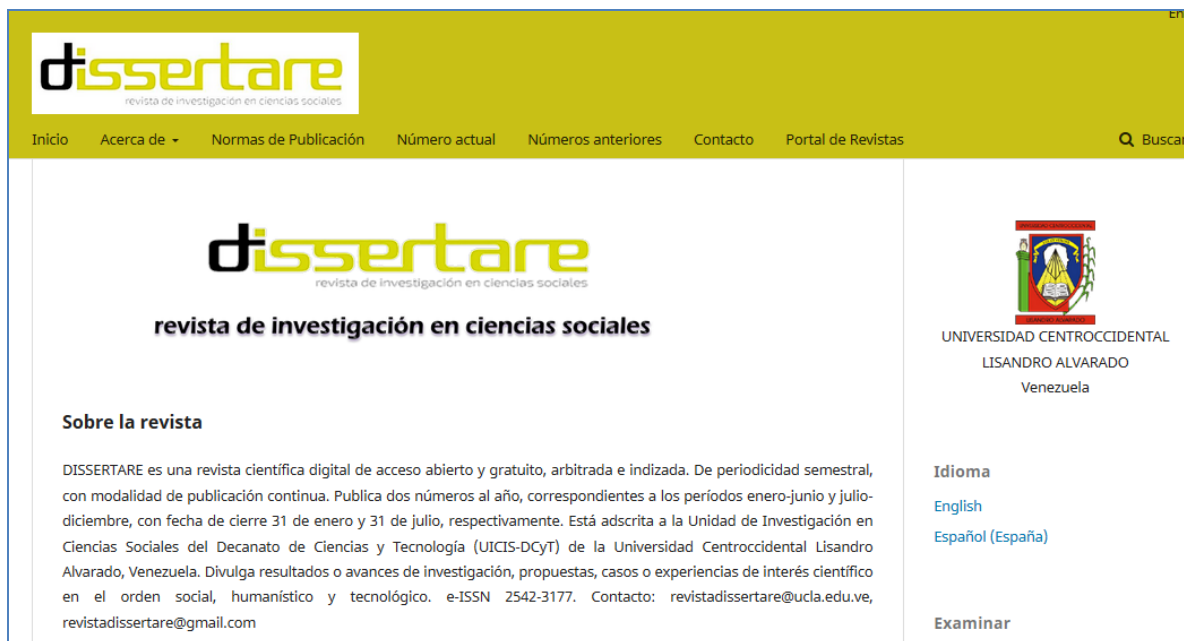 En
dissertare
revista de investigación en ciencias sociales
Inicio Acerca de Normas de Publicación Número actual Números anteriores Contacto Portal de Revistas Buscar
dissertare
revista de investigación en ciencias sociales
revista de investigación en ciencias sociales
Sobre la revista
DISSERTARE es una revista científica digital de acceso abierto y gratuito, arbitrada e indizada. De periodicidad semestral,
con modalidad de publicación continua. Publica dos números al año, correspondientes a los períodos enero-junio y julio-
diciembre, con fecha de cierre 31 de enero y 31 de julio, respectivamente. Está adscrita a la Unidad de Investigación en
Ciencias Sociales del Decanato de Ciencias y Tecnología (UICIS-DCyT) de la Universidad Centroccidental Lisandro
Alvarado, Venezuela. Divulga resultados o avances de investigación, propuestas, casos o experiencias de interés científico
en el orden social, humanístico y tecnológico. e-ISSN 2542-3177. Contacto: revistadissertare@ucla.edu.ve,
revistadissertare@gmail.com
UNIVERSIDAD CENTROCCIDENTAL
LISANDRO ALVARADO
UNIVERSIDAD CENTROCCIDENTAL
LISANDRO ALVARADO
Venezuela
Idioma
English
Español (España)
Examinar